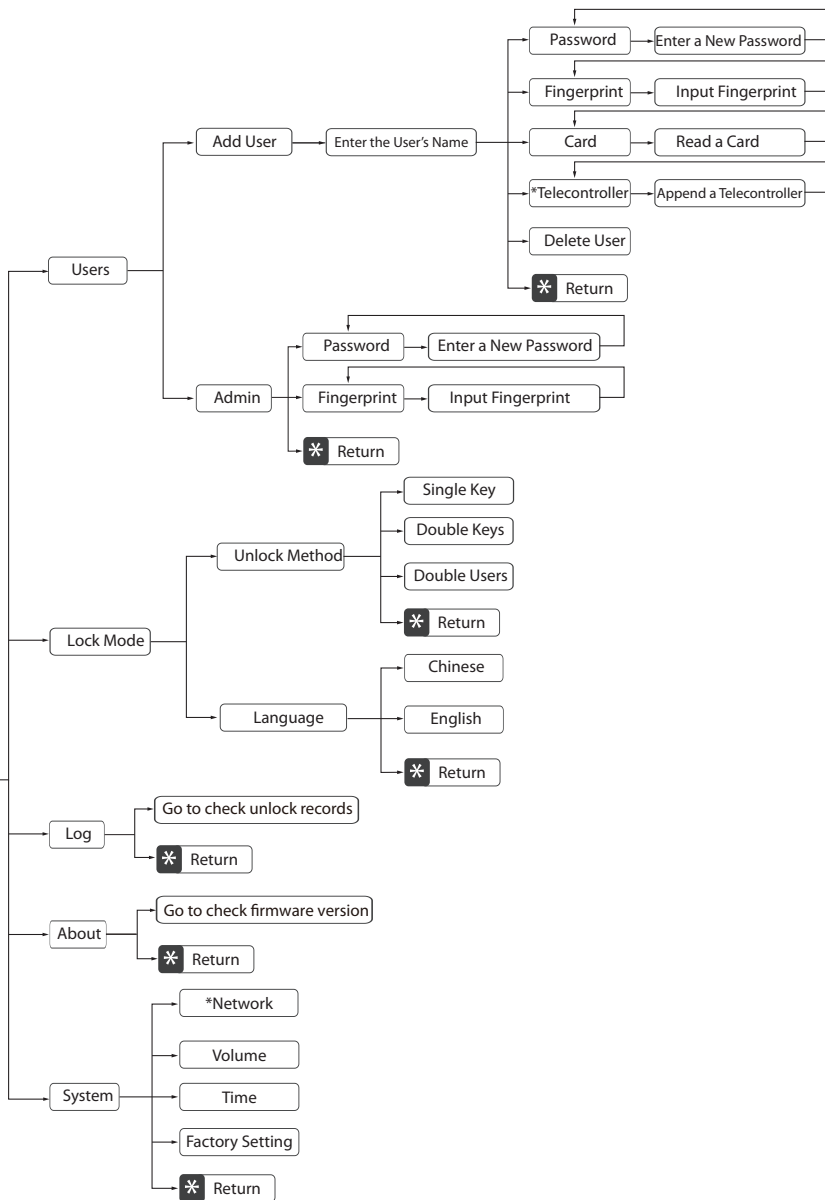 Users
Add User
Enter the User's Name
Password
Enter a New Password
Fingerprint
Input Fingerprint
Card
Read a Card
*Telecontroller
Append a Telecontroller
Delete User
* Return
Admin
Password
Enter a New Password
Fingerprint
Input Fingerprint
* Return
Lock Mode
Unlock Method
Single Key
Double Keys
Double Users
* Return
Language
Chinese
English
* Return
Log
Go to check unlock records
* Return
About
Go to check firmware version
* Return
System
*Network
Volume
Time
Factory Setting
* Return